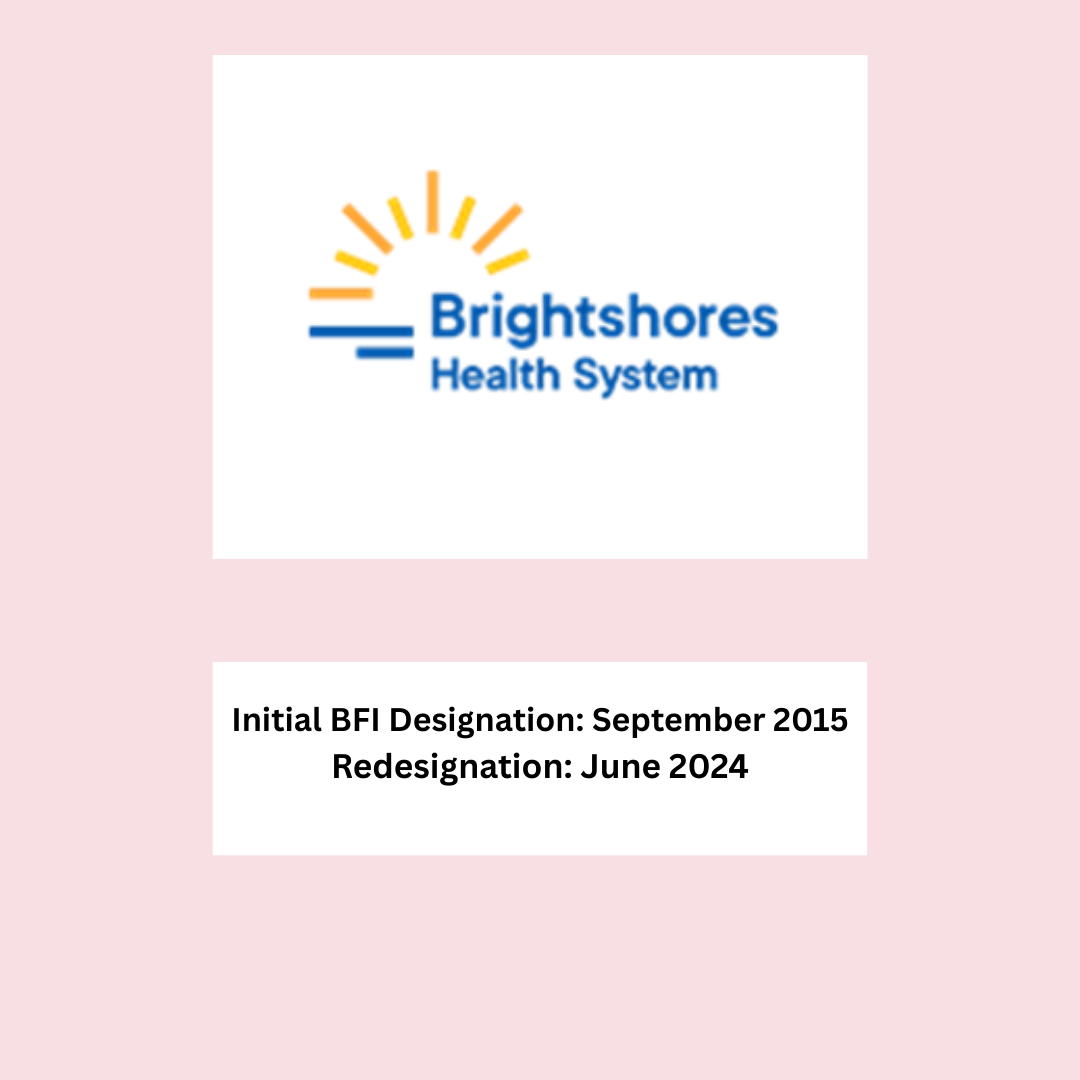 Brightshores
Health System
Initial BFI Designation: September 2015
Redesignation: June 2024